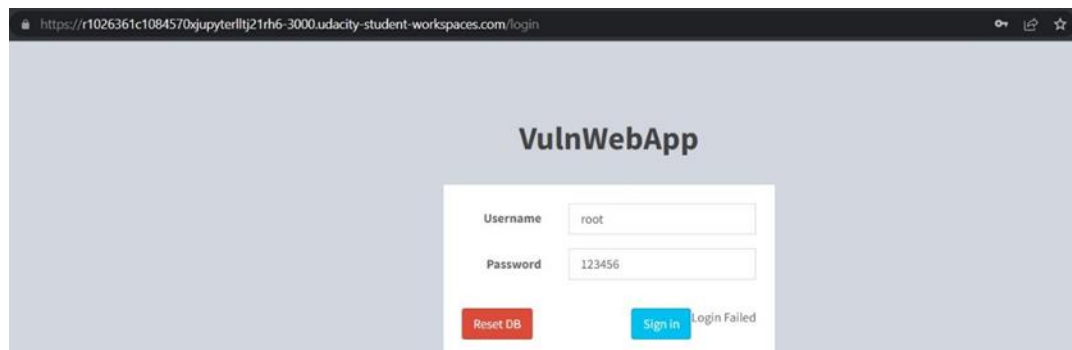 https://r1026361c1084570xjupyterlltj21rh6-3000.udacity-student-workspaces.com/login
VulnWebApp
Username root
Password 123456
Reset DB Sign in Login Failed